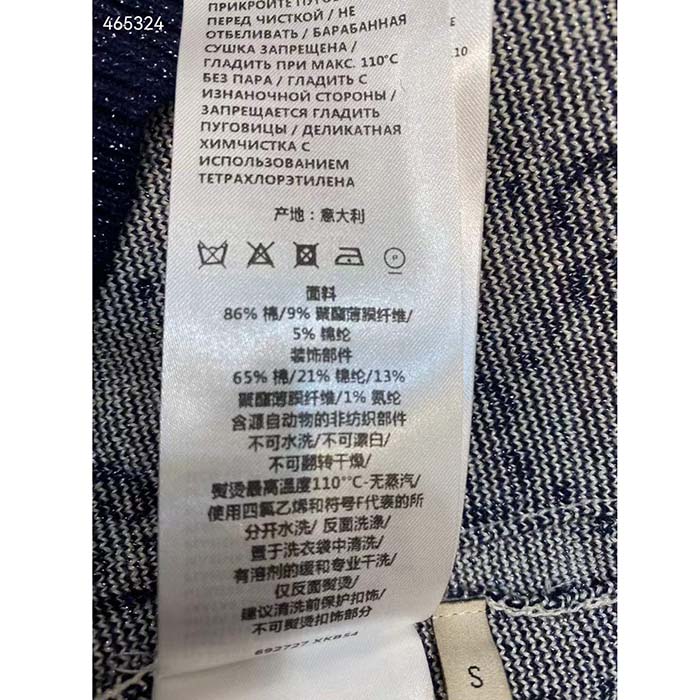 465324
ПРИКРОЙТЕ ПУГО
ПЕРЕД ЧИСТКОЙ / НЕ
ОТБЕЛИВАТЬ / БАРАБАННАЯ
СУШКА ЗАПРЕЩЕНА /
ГЛАДИТЬ ПРИ МАКС. 110°C
БЕЗ ПАРА / ГЛАДИТЬ С
ИЗНАНОЧНОЙ СТОРОНЫ /
ЗАПРЕЩАЕТСЯ ГЛАДИТЬ
ПУГОВИЦЫ / ДЕЛИКАТНАЯ
ХИМЧИСТКА С
ИСПОЛЬЗОВАНИЕМ
ТЕТРАХЛОРЭТИЛЕНА
E
10
产地：意大利
P
面料
86% 棉/9% 聚酯薄膜纤维/
5% 锦纶
装饰部件
65% 棉/21% 锦纶/13%
聚酯薄膜纤维/1% 氨纶
含源自动物的非纺织部件
不可水洗/不可漂白/
不可翻转干燥/
熨烫最高温度110°°C-无蒸汽/
使用四氯乙烯和符号F代表的所
分开水洗/ 反面洗涤/
置于洗衣袋中清洗/
有溶剂的缓和专业干洗/
仅反面熨烫/
建议清洗前保护扣饰/
不可熨烫扣饰部分
692727 XKB54
S